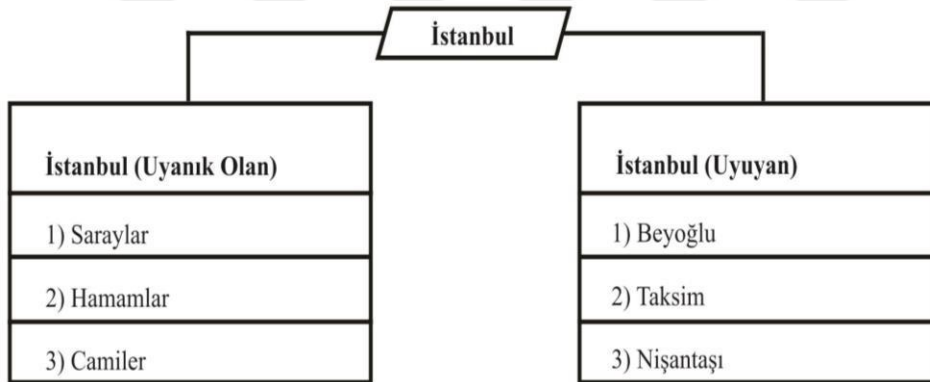 İstanbul
İstanbul (Uyanık Olan)
1) Saraylar
2) Hamamlar
3) Camiler
İstanbul (Uyuyan)
1) Beyoğlu
2) Taksim
3) Nişantaşı